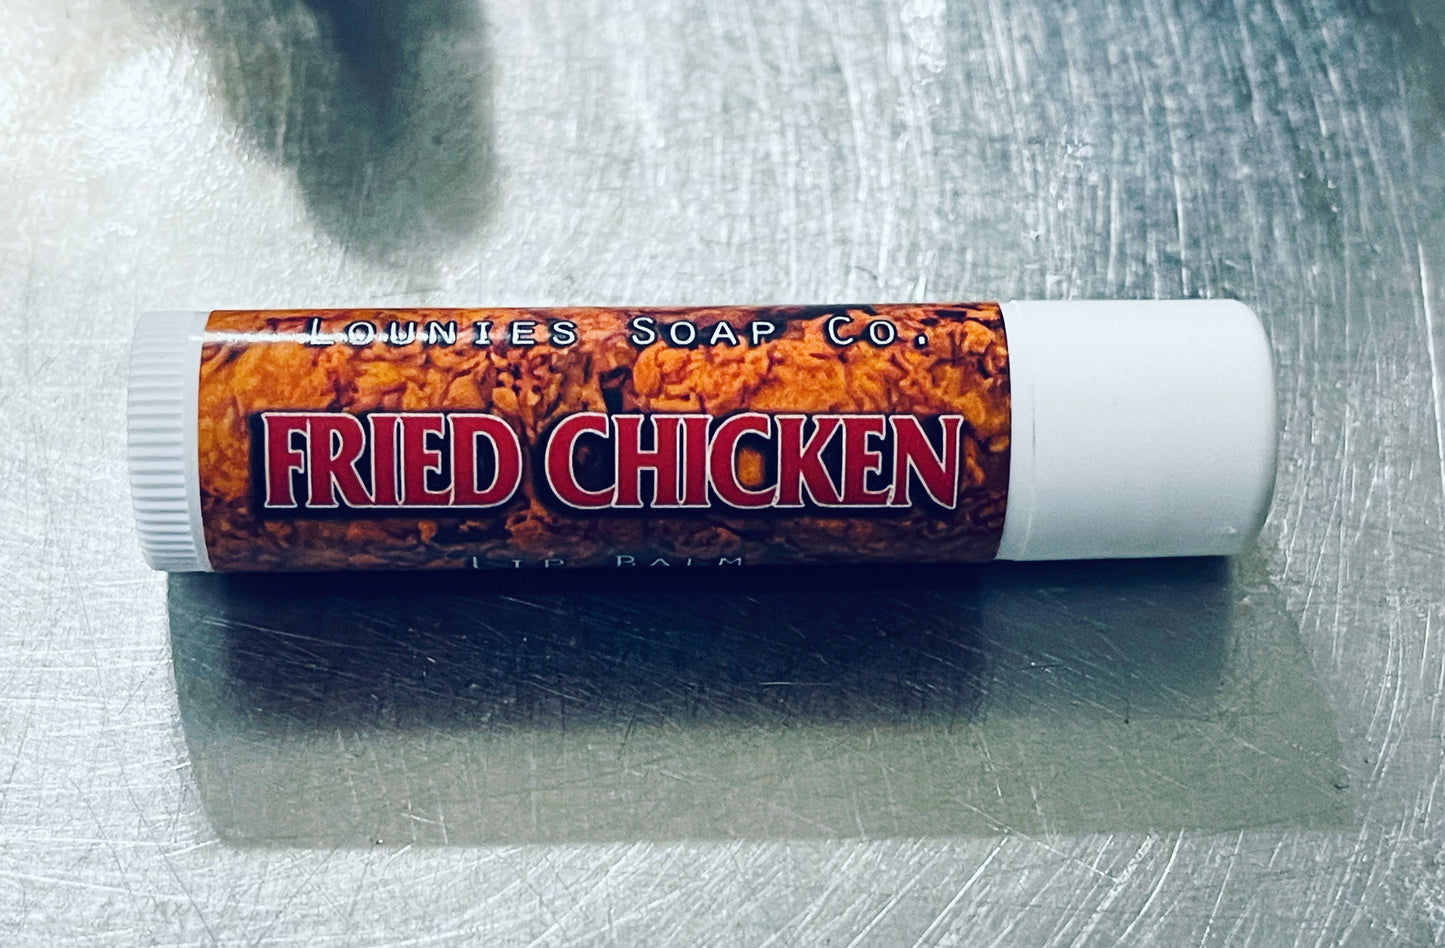 LOUNIES SOAP CO.
FRIED CHICKEN
LIP BALM